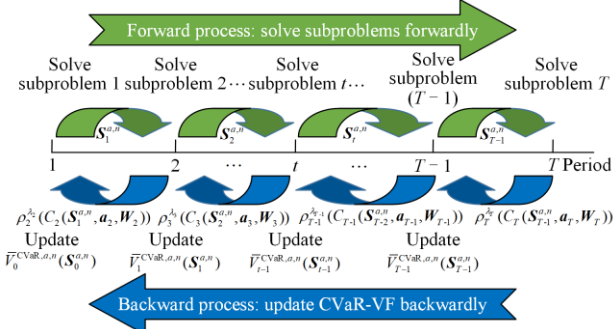 Forward process: solve subproblems forwardly
Solve subproblem 1
Solve subproblem 2 ···
Solve subproblem t ···
Solve subproblem (T − 1)
Solve subproblem T
S_1^{a,n} S_2^{a,n} S_t^{a,n} S_{T-1}^{a,n}
1 2 ··· t ··· T − 1 T Period
ρ_2^{λ_2}(C_2(S_1^{a,n}, a_2, W_2)) ρ_3^{λ_3}(C_3(S_2^{a,n}, a_3, W_3)) ρ_{T-1}^{λ_{T-1}}(C_{T-1}(S_{T-2}^{a,n}, a_{T-1}, W_{T-1})) ρ_T^{λ_T}(C_T(S_{T-1}^{a,n}, a_T, W_T))
Update Update Update Update
V̅_0^{CVaR,a,n}(S_0^{a,n}) V̅_1^{CVaR,a,n}(S_1^{a,n}) V̅_{t-1}^{CVaR,a,n}(S_{t-1}^{a,n}) V̅_{T-1}^{CVaR,a,n}(S_{T-1}^{a,n})
Backward process: update CVaR-VF backwardly